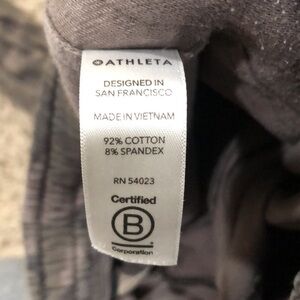 ATHLETA
DESIGNED IN
SAN FRANCISCO
MADE IN VIETNAM
92% COTTON
8% SPANDEX
RN 54023
Certified
B
Corporation